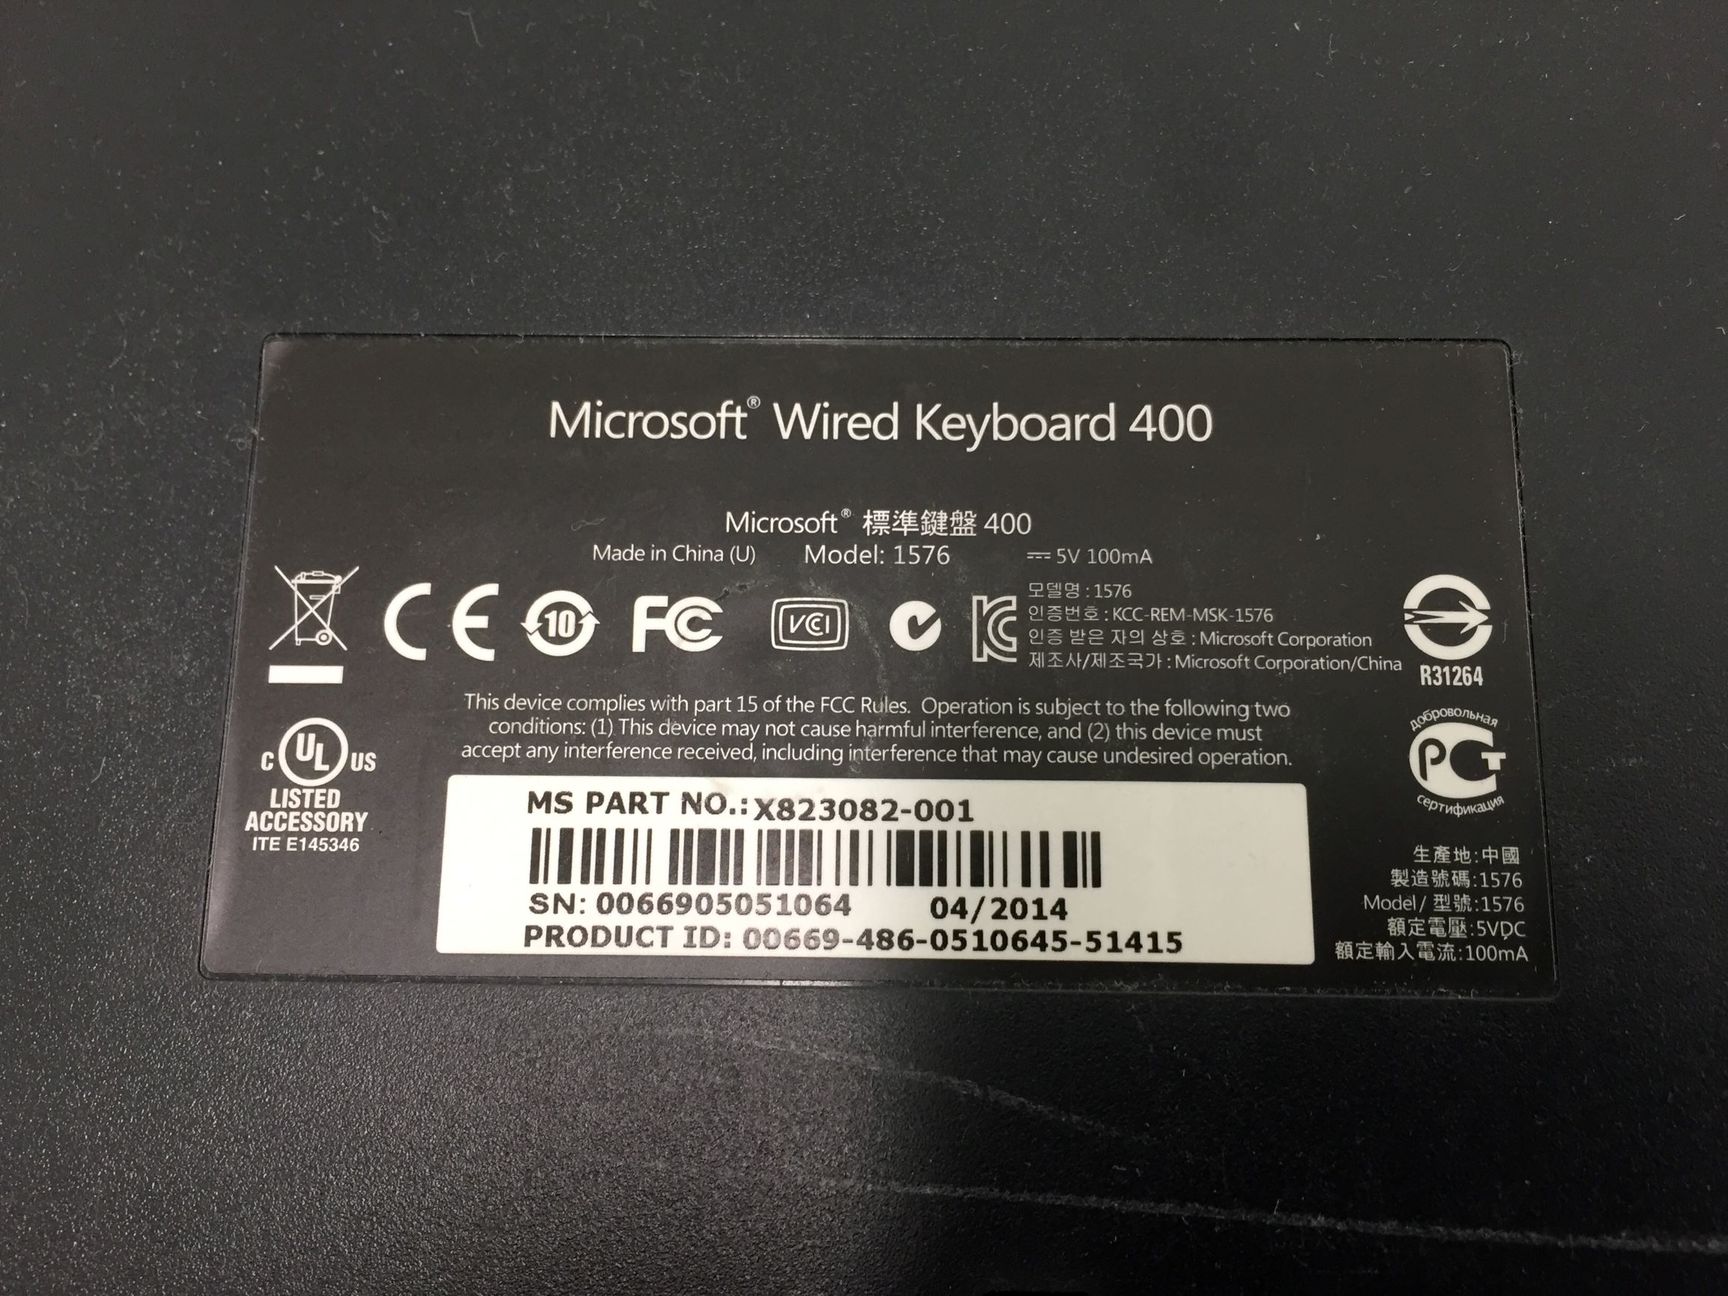 Microsoft® Wired Keyboard 400
Microsoft® 標準鍵盤 400
Made in China (U) Model: 1576 ⎓ 5V 100mA
CE 10 FC VCCI
모델명 : 1576
인증번호 : KCC-REM-MSK-1576
인증 받은 자의 상호 : Microsoft Corporation
제조사/제조국가 : Microsoft Corporation/China
R31264
This device complies with part 15 of the FCC Rules. Operation is subject to the following two
conditions: (1) This device may not cause harmful interference, and (2) this device must
accept any interference received, including interference that may cause undesired operation.
C UL US
LISTED
ACCESSORY
ITE E145346
добровольная
РСТ
сертификация
MS PART NO.:X823082-001
SN: 0066905051064 04/2014
PRODUCT ID: 00669-486-0510645-51415
生產地:中國
製造號碼:1576
Model/ 型號:1576
額定電壓:5VDC
額定輸入電流:100mA